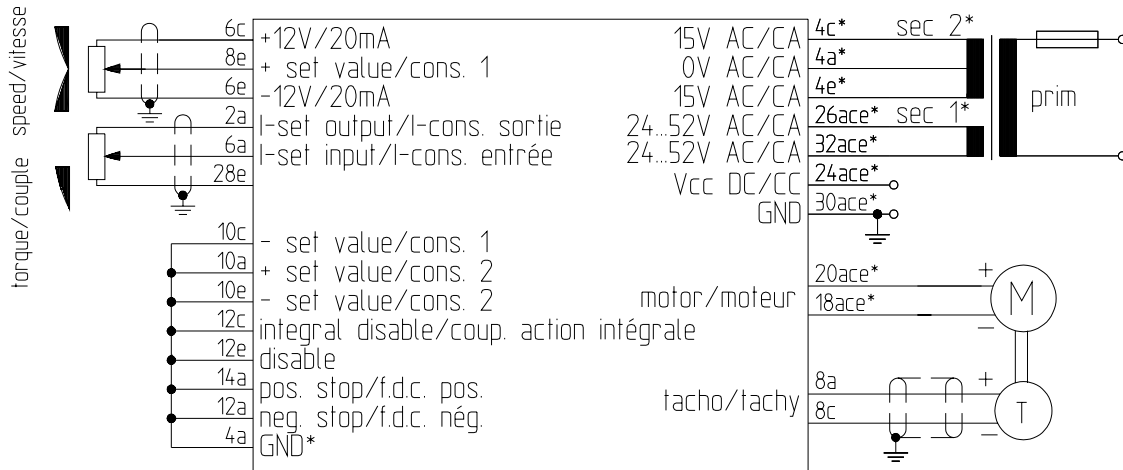 speed/vitesse
torque/couple
6c +12V/20mA
8e + set value/cons. 1
6e -12V/20mA
2a I-set output/I-cons. sortie
6a I-set input/I-cons. entrée
28e
10c - set value/cons. 1
10a + set value/cons. 2
10e - set value/cons. 2
12c integral disable/coup. action intégrale
12e disable
14a pos. stop/f.d.c. pos.
12a neg. stop/f.d.c. nég.
4a GND*
15V AC/CA 4c* sec 2*
0V AC/CA 4a*
15V AC/CA 4e*
24...52V AC/CA 26ace* sec 1*
24...52V AC/CA 32ace*
Vcc DC/CC 24ace*
GND 30ace*
prim
motor/moteur
20ace* +
18ace* −
M
tacho/tachy
8a +
8c −
T